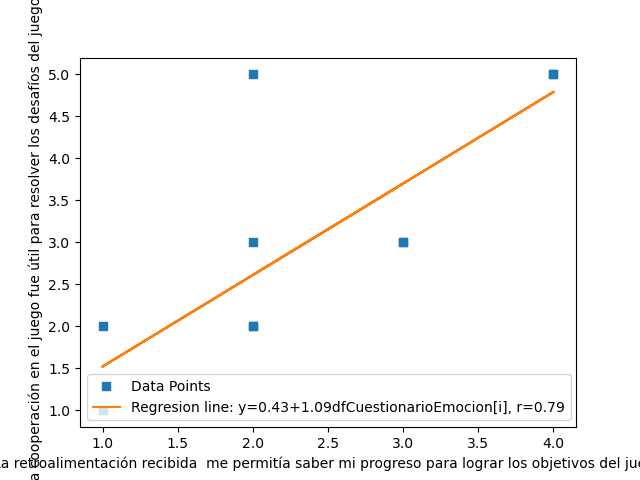 a cooperación en el juego fue útil para resolver los desafíos del juego
5.0
4.5
4.0
3.5
3.0
2.5
2.0
1.5
1.0
Data Points
Regresion line: y=0.43+1.09dfCuestionarioEmocion[i], r=0.79
1.0 1.5 2.0 2.5 3.0 3.5 4.0
a retroalimentación recibida me permitía saber mi progreso para lograr los objetivos del jue